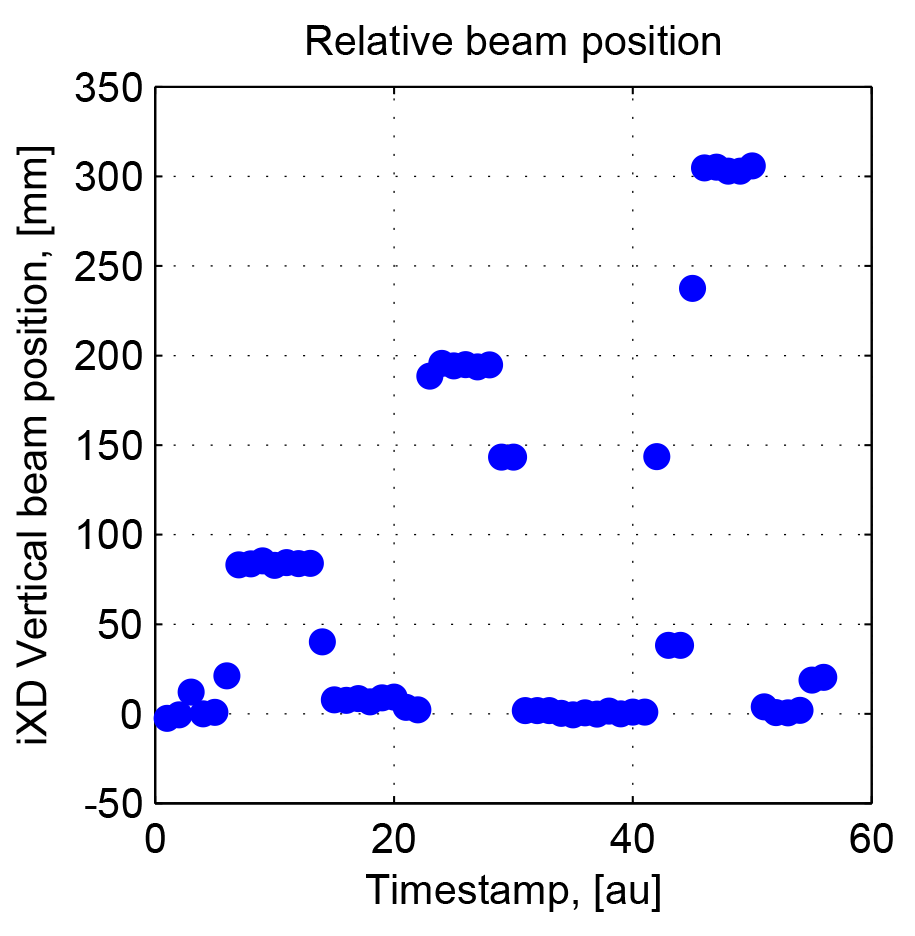 Relative beam position
iXD Vertical beam position, [mm]
350
300
250
200
150
100
50
0
-50
0 20 40 60
Timestamp, [au]